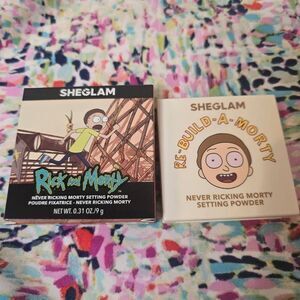 SHEGLAM
Rick and Morty
NEVER RICKING MORTY SETTING POWDER
POUDRE FIXATRICE - NEVER RICKING MORTY
NET WT. 0.31 OZ/9 g
SHEGLAM
RE-BUILD-A-MORTY
NEVER RICKING MORTY
SETTING POWDER